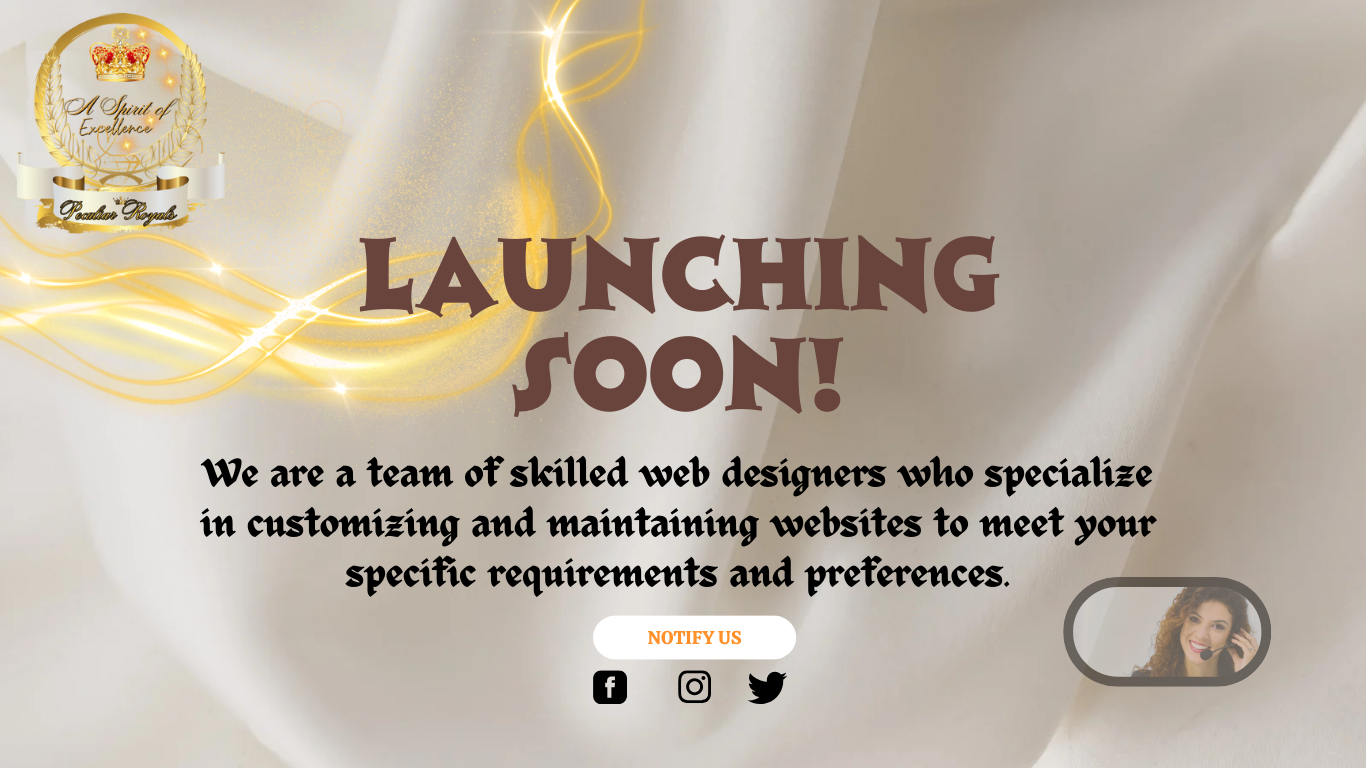 A Spirit of
Excellence
Peculiar Royals
LAUNCHING
SOON!
We are a team of skilled web designers who specialize
in customizing and maintaining websites to meet your
specific requirements and preferences.
NOTIFY US